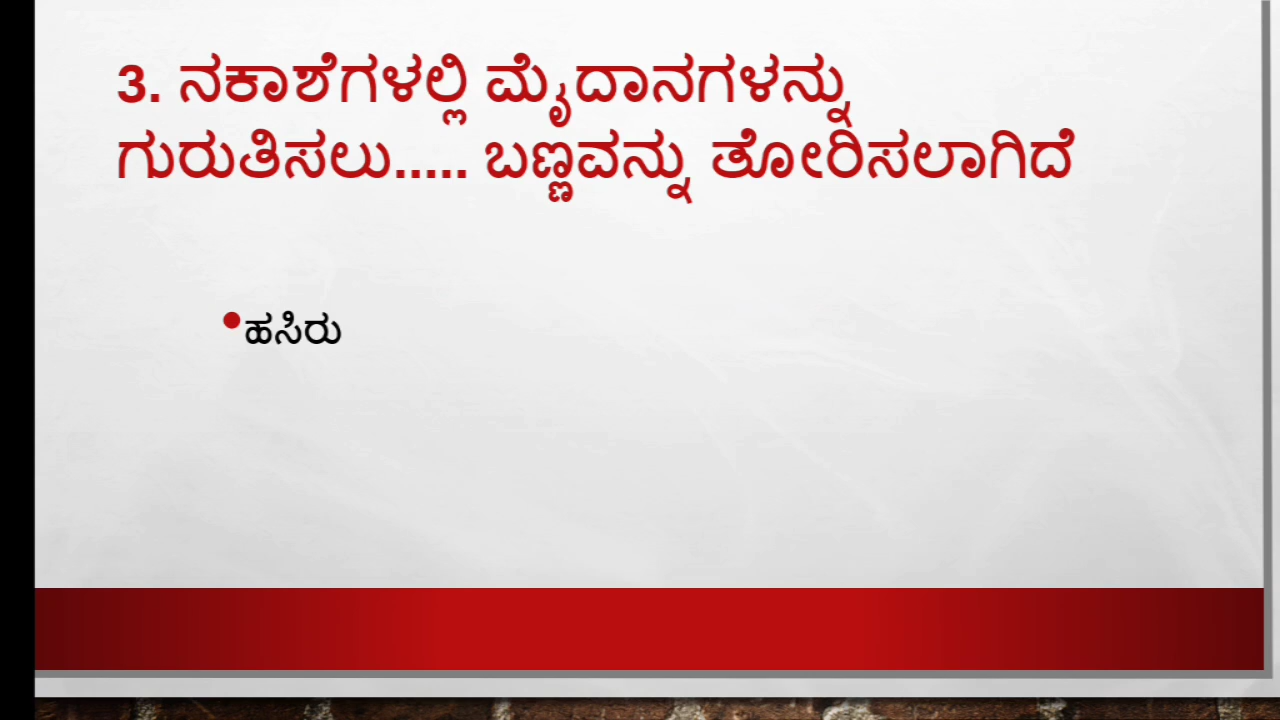 3. ನಕಾಶೆಗಳಲ್ಲಿ ಮೈದಾನಗಳನ್ನು
ಗುರುತಿಸಲು..... ಬಣ್ಣವನ್ನು ತೋರಿಸಲಾಗಿದೆ
•ಹಸಿರು